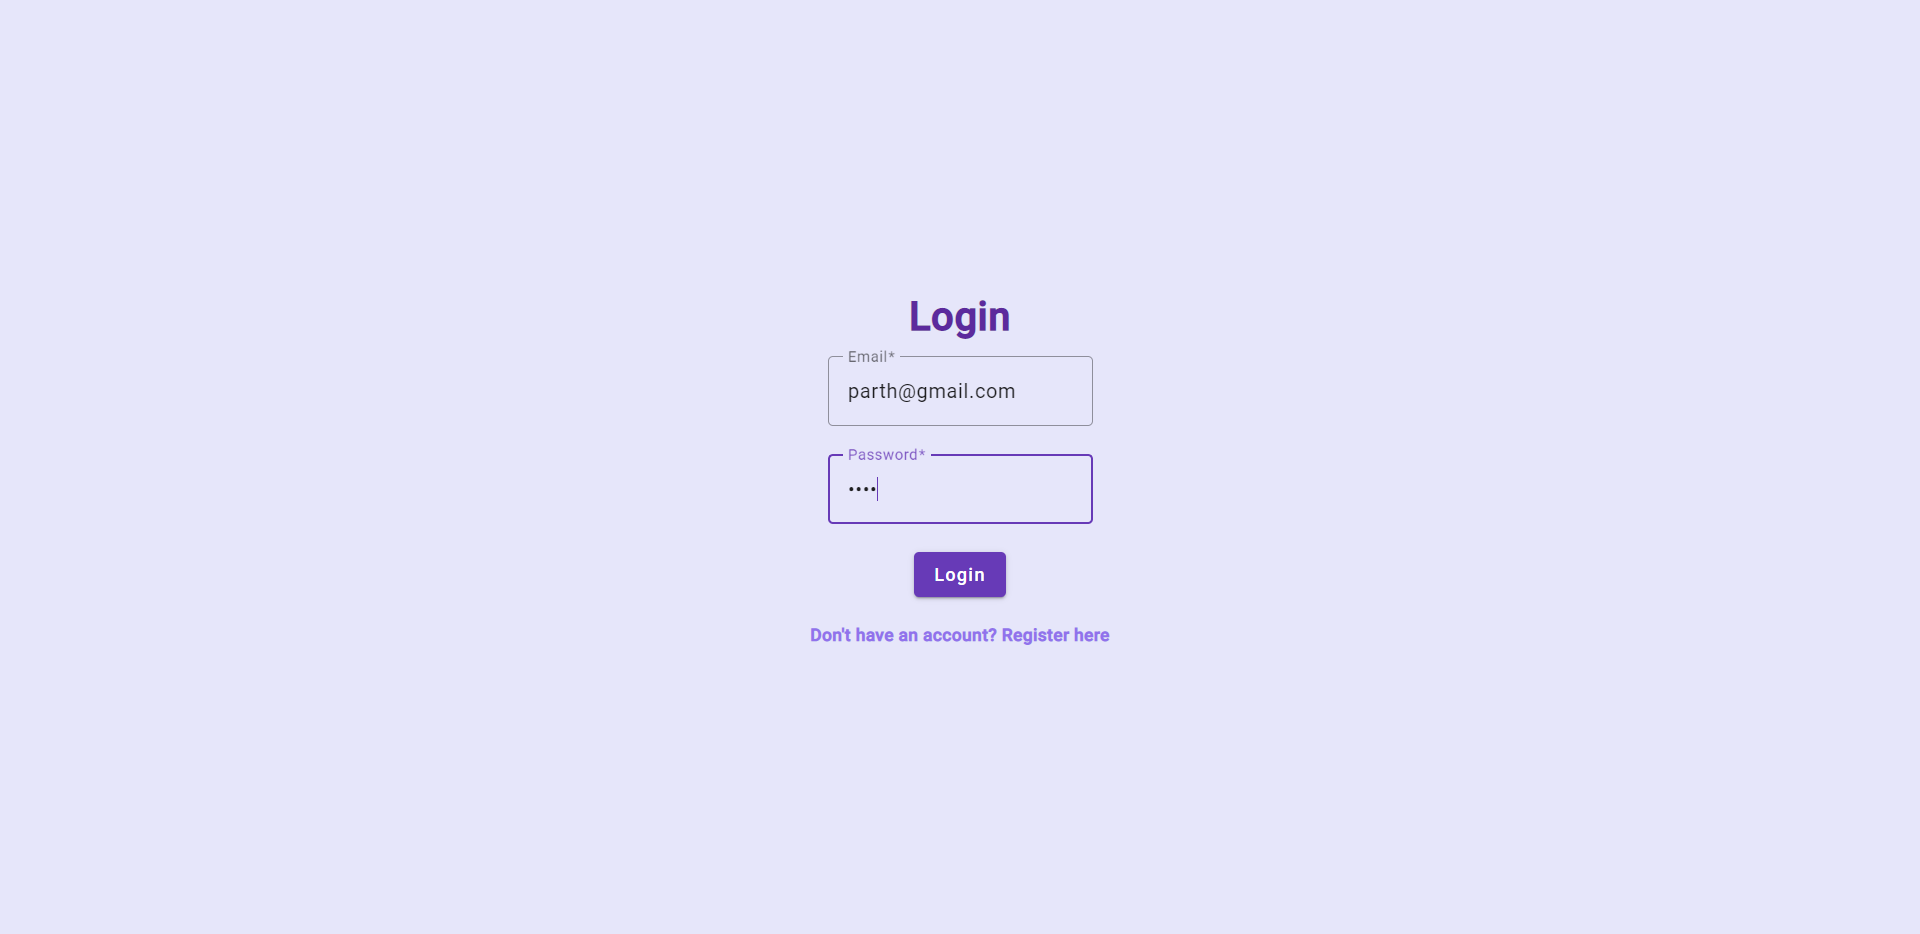 Login
Email*
parth@gmail.com
Password*
••••
Login
Don't have an account? Register here